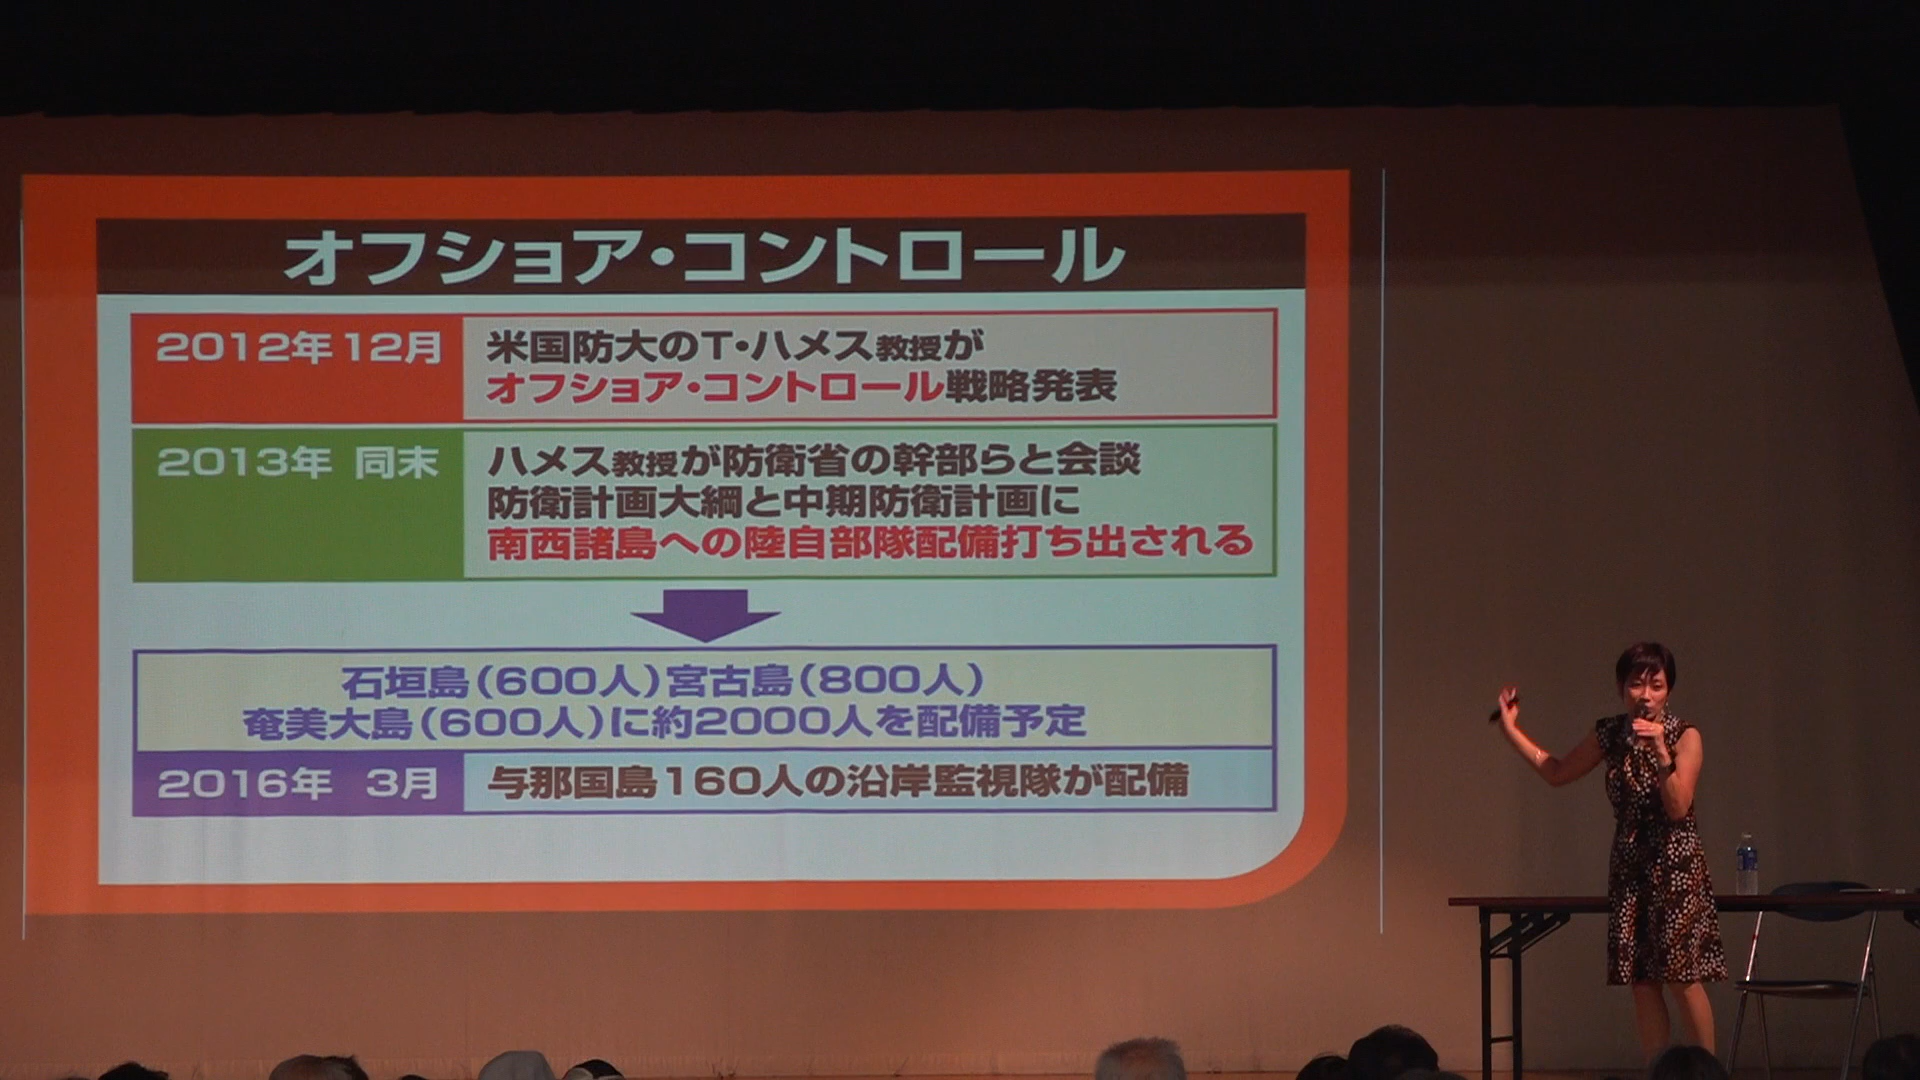 オフショア・コントロール
2012年12月
米国防大のT・ハメス教授が
オフショア・コントロール戦略発表
2013年 同末
ハメス教授が防衛省の幹部らと会談
防衛計画大綱と中期防衛計画に
南西諸島への陸自部隊配備打ち出される
石垣島(600人)宮古島(800人)
奄美大島(600人)に約2000人を配備予定
2016年 3月
与那国島160人の沿岸監視隊が配備